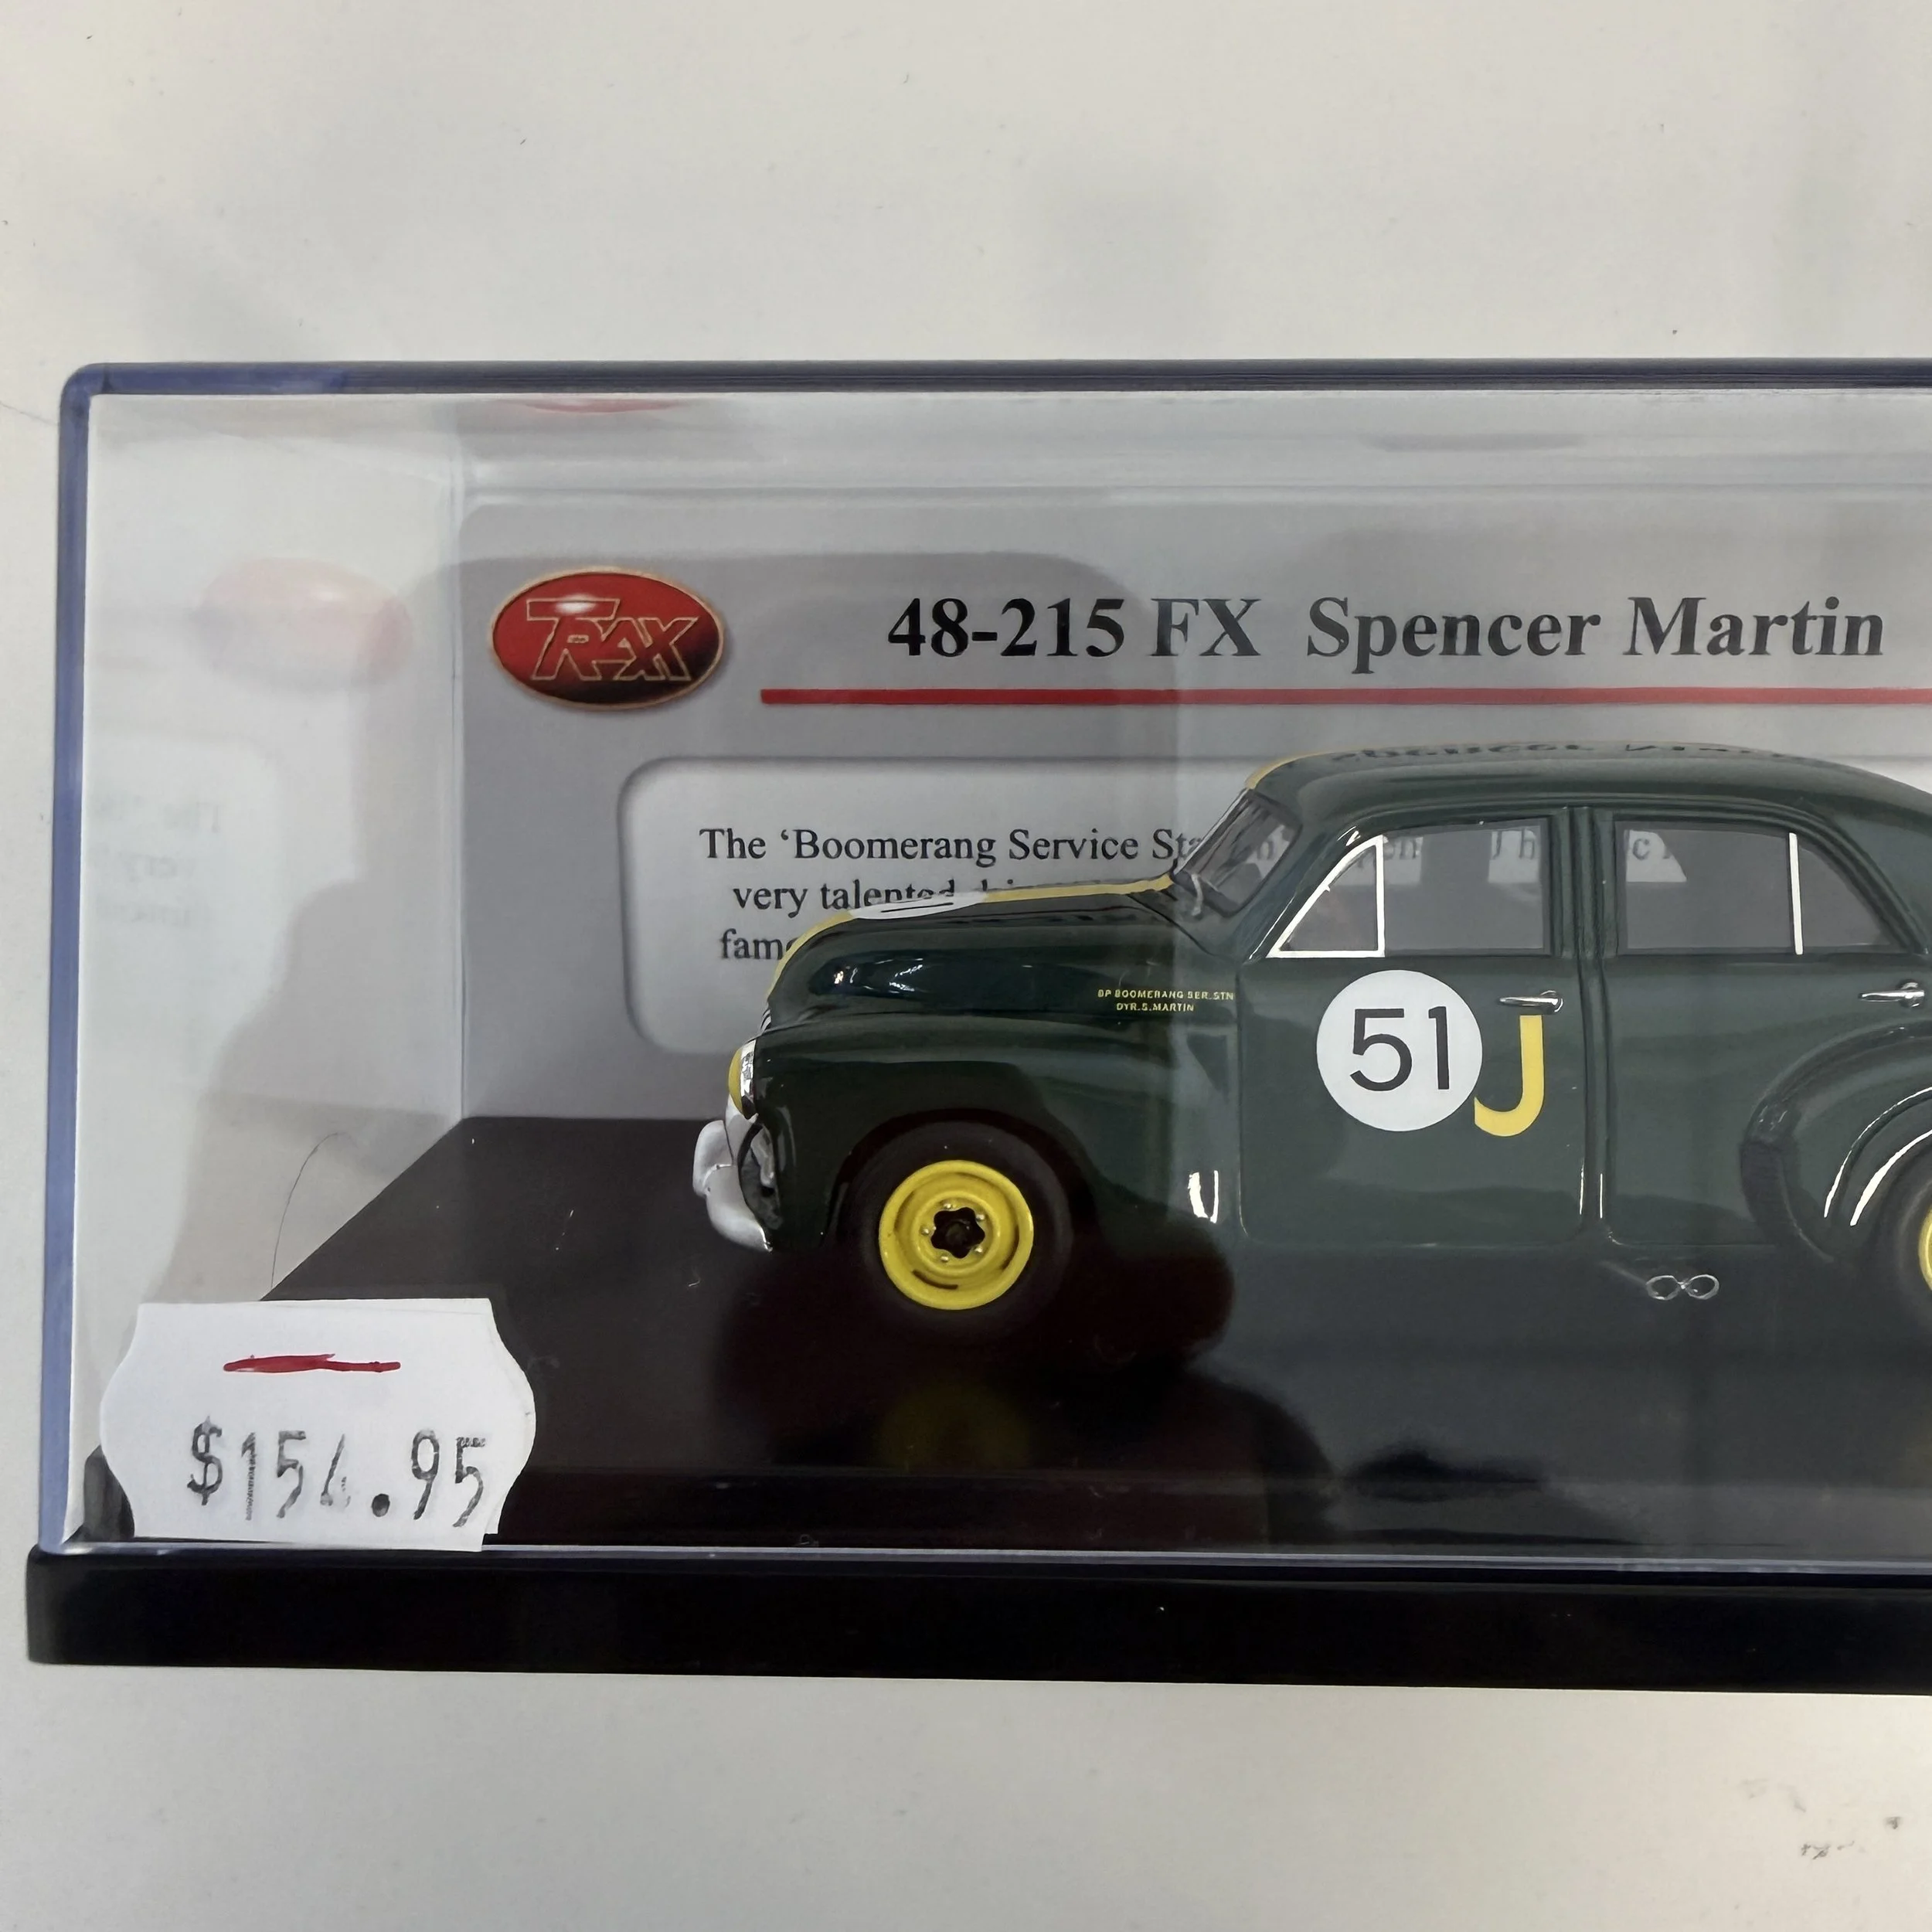 TRAX
48-215 FX Spencer Martin
The ‘Boomerang Service
very talented
BP BOOMERANG SER. STN
DVR. S. MARTIN
51 J
$154.95